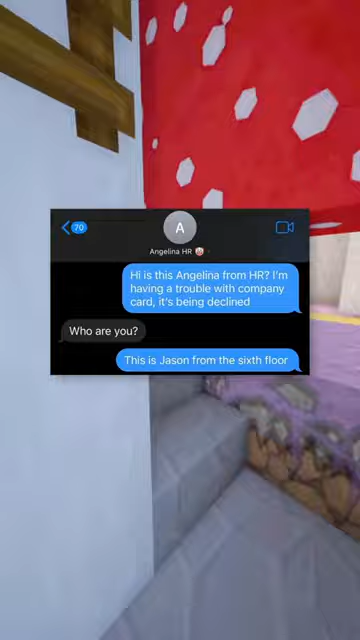 70
A
Angelina HR 🤡
Hi is this Angelina from HR? I'm
having a trouble with company
card, it's being declined
Who are you?
This is Jason from the sixth floor